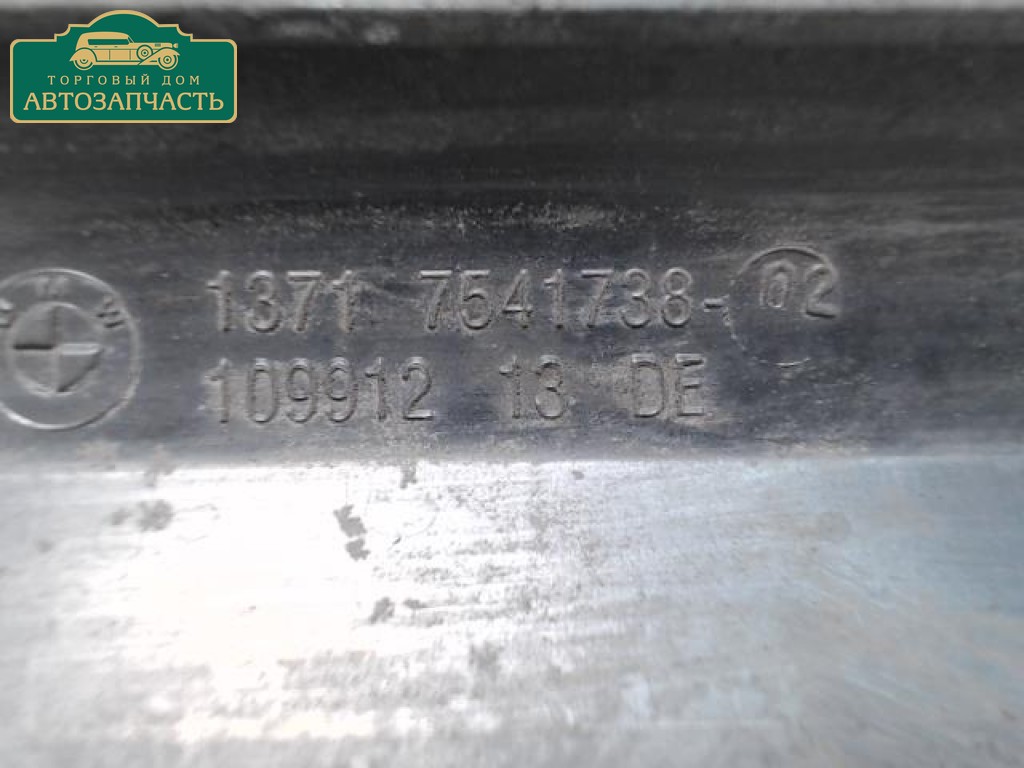 ТОРГОВЫЙ ДОМ
АВТОЗАПЧАСТЬ
1371 7541738-02
109912 13 DE